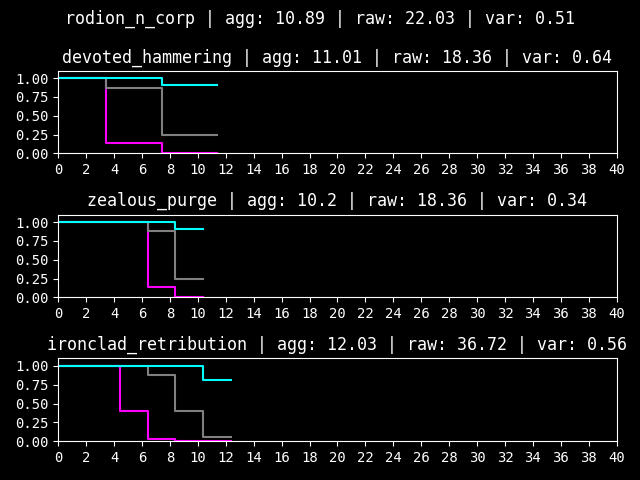 rodion_n_corp | agg: 10.89 | raw: 22.03 | var: 0.51
devoted_hammering | agg: 11.01 | raw: 18.36 | var: 0.64
1.00
0.75
0.50
0.25
0.00
0 2 4 6 8 10 12 14 16 18 20 22 24 26 28 30 32 34 36 38 40
zealous_purge | agg: 10.2 | raw: 18.36 | var: 0.34
1.00
0.75
0.50
0.25
0.00
0 2 4 6 8 10 12 14 16 18 20 22 24 26 28 30 32 34 36 38 40
ironclad_retribution | agg: 12.03 | raw: 36.72 | var: 0.56
1.00
0.75
0.50
0.25
0.00
0 2 4 6 8 10 12 14 16 18 20 22 24 26 28 30 32 34 36 38 40